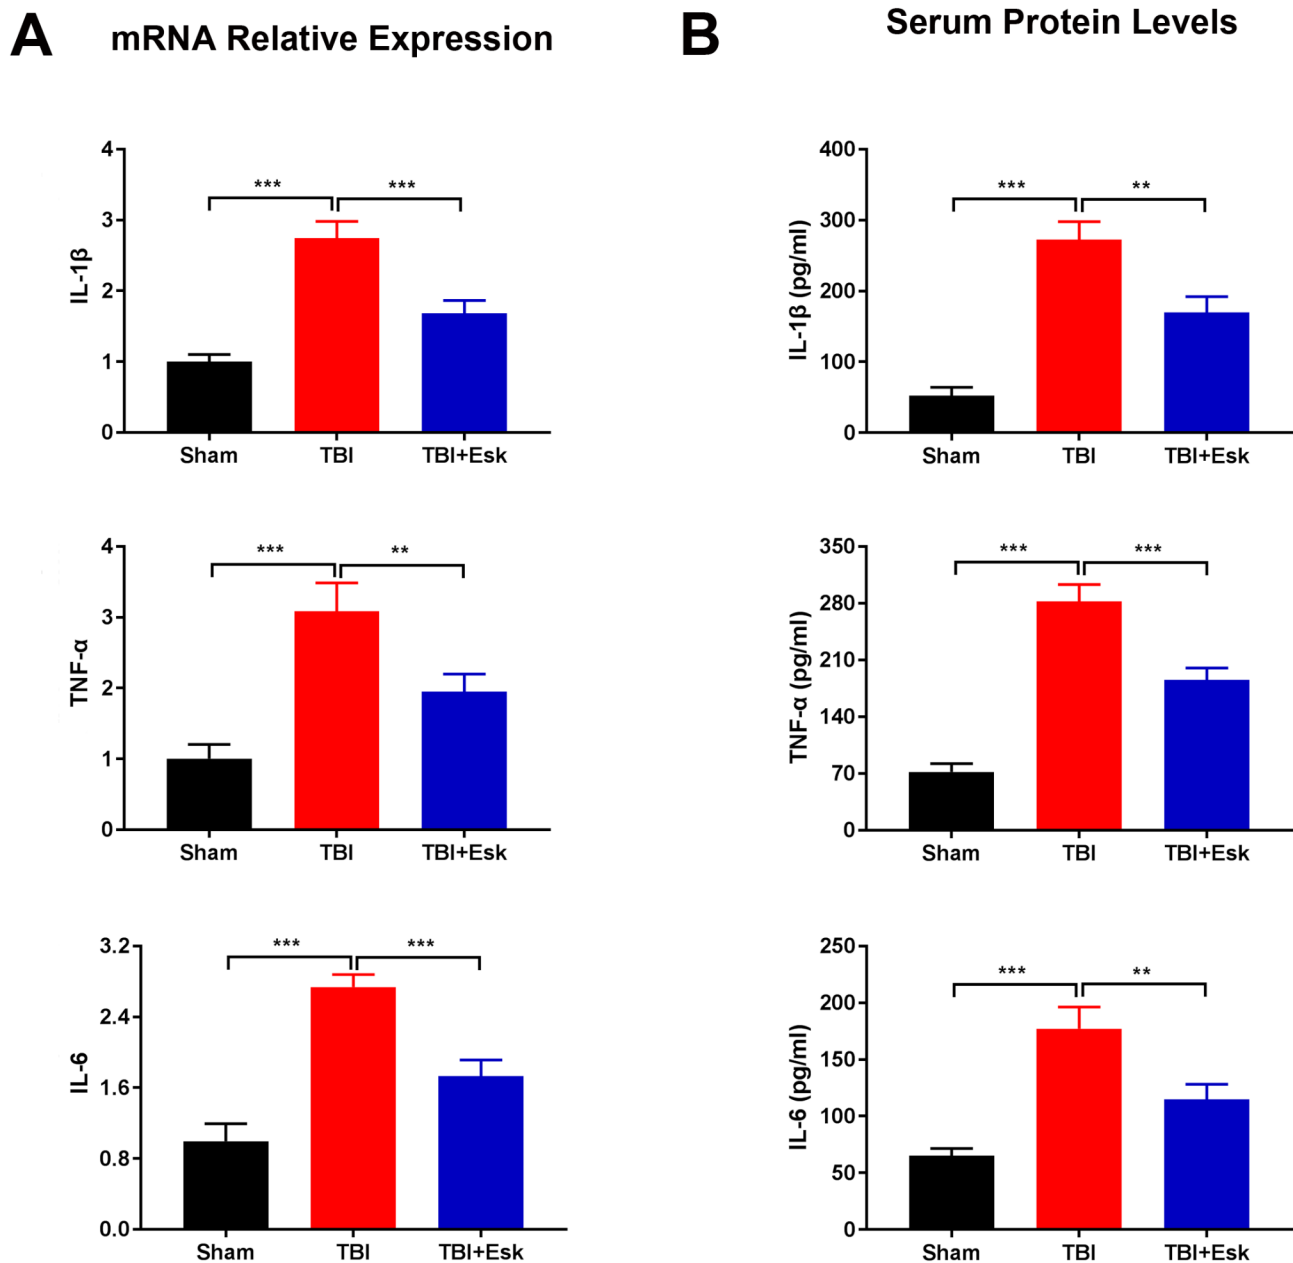 A mRNA Relative Expression
IL-1β
4
3
2
1
0
*** ***
Sham TBI TBI+Esk
TNF-α
4
3
2
1
0
*** **
Sham TBI TBI+Esk
IL-6
3.2
2.4
1.6
0.8
0.0
*** ***
Sham TBI TBI+Esk
B Serum Protein Levels
IL-1β (pg/ml)
400
300
200
100
0
*** **
Sham TBI TBI+Esk
TNF-α (pg/ml)
350
280
210
140
70
0
*** ***
Sham TBI TBI+Esk
IL-6 (pg/ml)
250
200
150
100
50
0
*** **
Sham TBI TBI+Esk